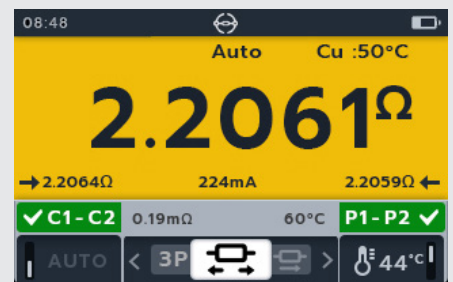 08:48
Auto Cu :50°C
2.2061Ω
→2.2064Ω 224mA 2.2059Ω←
✓C1-C2 0.19mΩ 60°C P1-P2✓
AUTO < 3P > 44°C